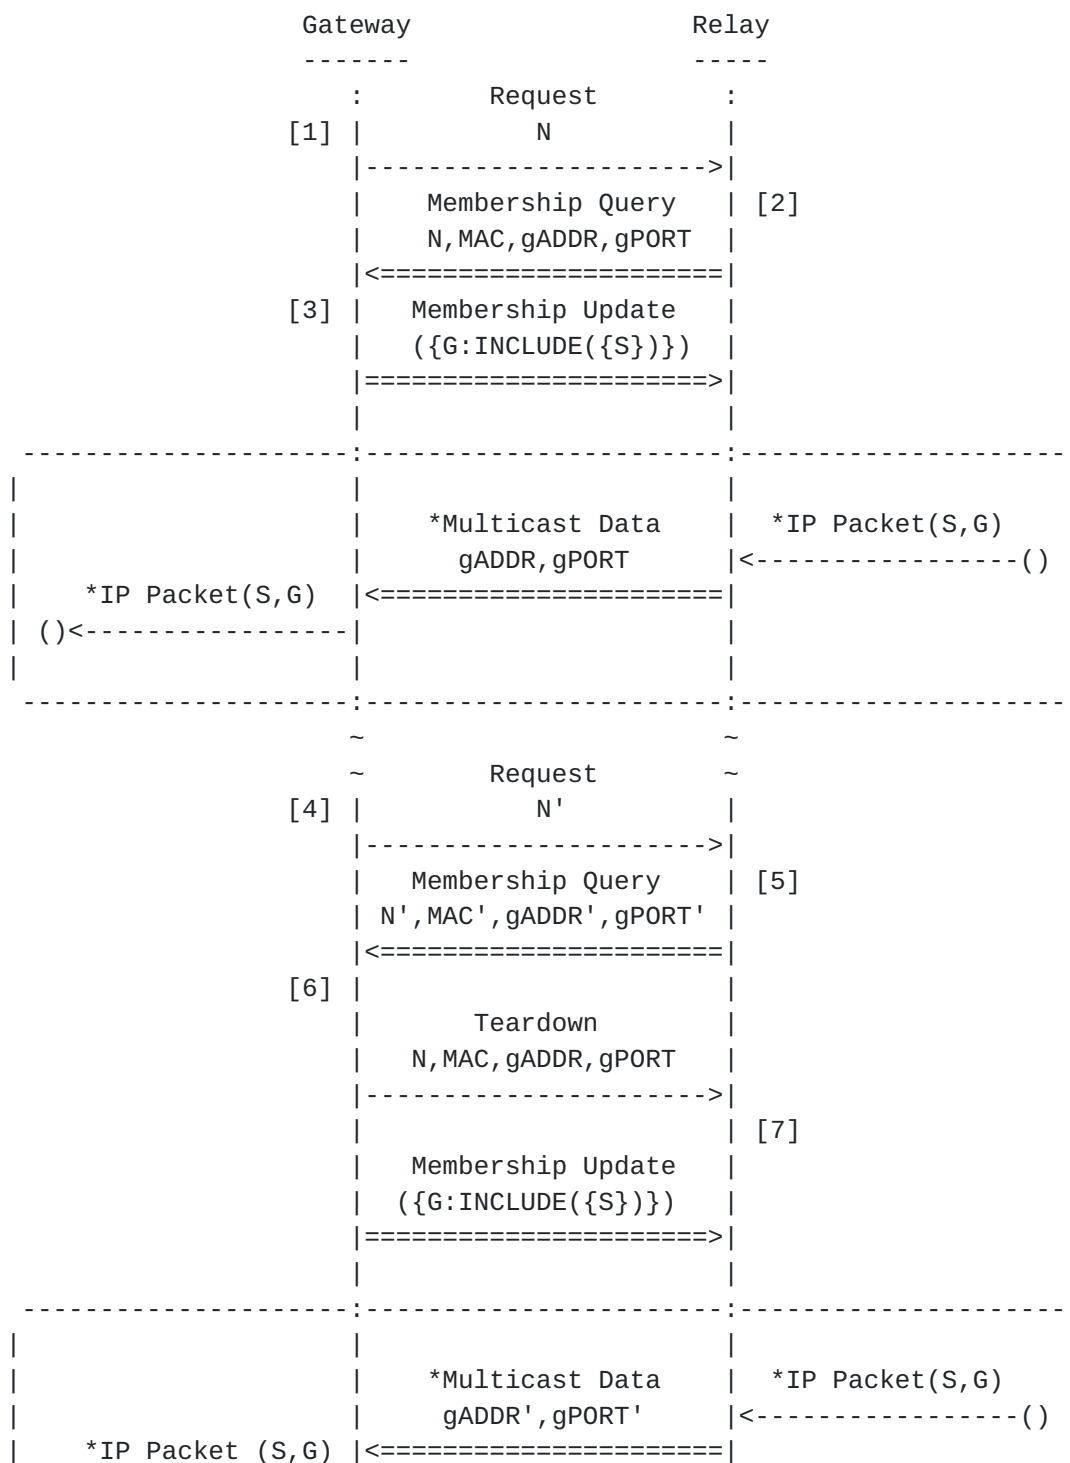 Gateway                  Relay
-------                  -----
:        Request        :
[1] |           N           |
|---------------------->|
|    Membership Query   | [2]
|    N,MAC,gADDR,gPORT  |
|<======================|
[3] |   Membership Update   |
|   ({G:INCLUDE({S})})  |
|======================>|
|                       |
---------------------:-----------------------:---------------------
|                      |                       |
|                      |    *Multicast Data    |  *IP Packet(S,G)
|                      |      gADDR,gPORT      |<-----------------()
|    *IP Packet(S,G)  |<======================|
| ()<-----------------|                       |
|                      |                       |
---------------------:-----------------------:---------------------
~                       ~
~        Request        ~
[4] |           N'          |
|---------------------->|
|   Membership Query    | [5]
| N',MAC',gADDR',gPORT' |
|<======================|
[6] |                       |
|       Teardown        |
|   N,MAC,gADDR,gPORT   |
|---------------------->|
|                       | [7]
|   Membership Update   |
|  ({G:INCLUDE({S})})   |
|======================>|
|                       |
---------------------:-----------------------:---------------------
|                      |                       |
|                      |    *Multicast Data    |  *IP Packet(S,G)
|                      |     gADDR',gPORT'     |<-----------------()
|    *IP Packet (S,G) |<======================|